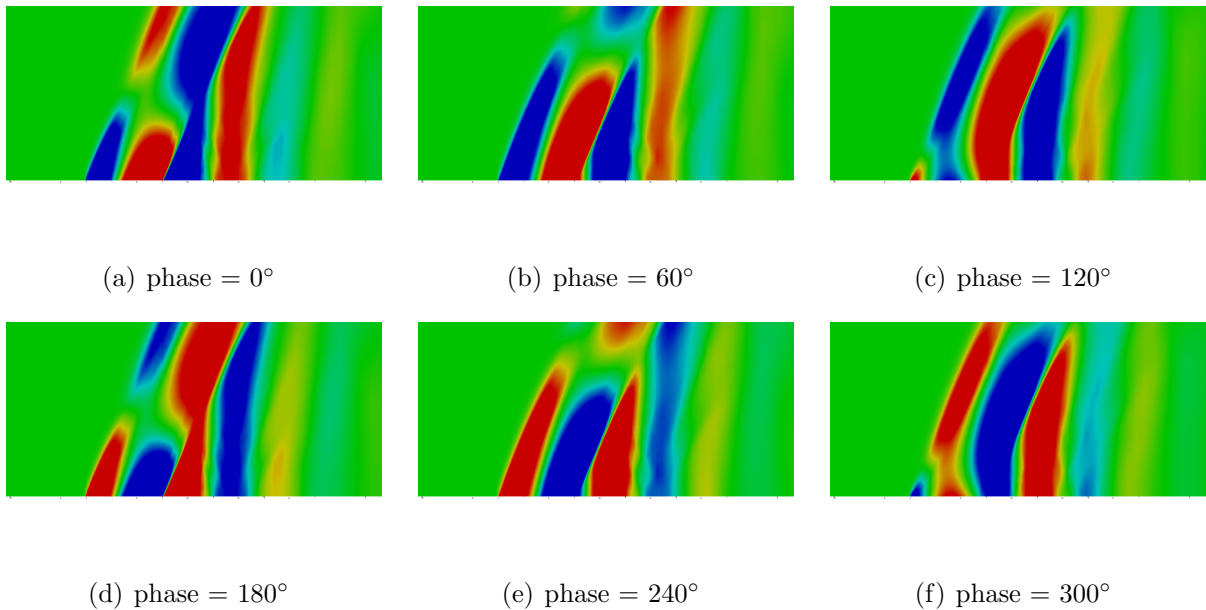 (a) phase = 0°
(b) phase = 60°
(c) phase = 120°
(d) phase = 180°
(e) phase = 240°
(f) phase = 300°